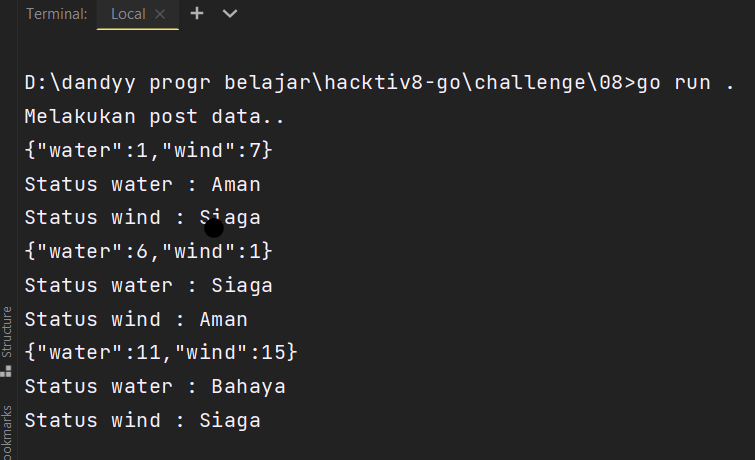 Terminal: Local × + 
D:\dandyy progr belajar\hacktiv8-go\challenge\08>go run .
Melakukan post data..
{"water":1,"wind":7}
Status water : Aman
Status wind : Siaga
{"water":6,"wind":1}
Status water : Siaga
Status wind : Aman
{"water":11,"wind":15}
Status water : Bahaya
Status wind : Siaga
Structure
ookmarks